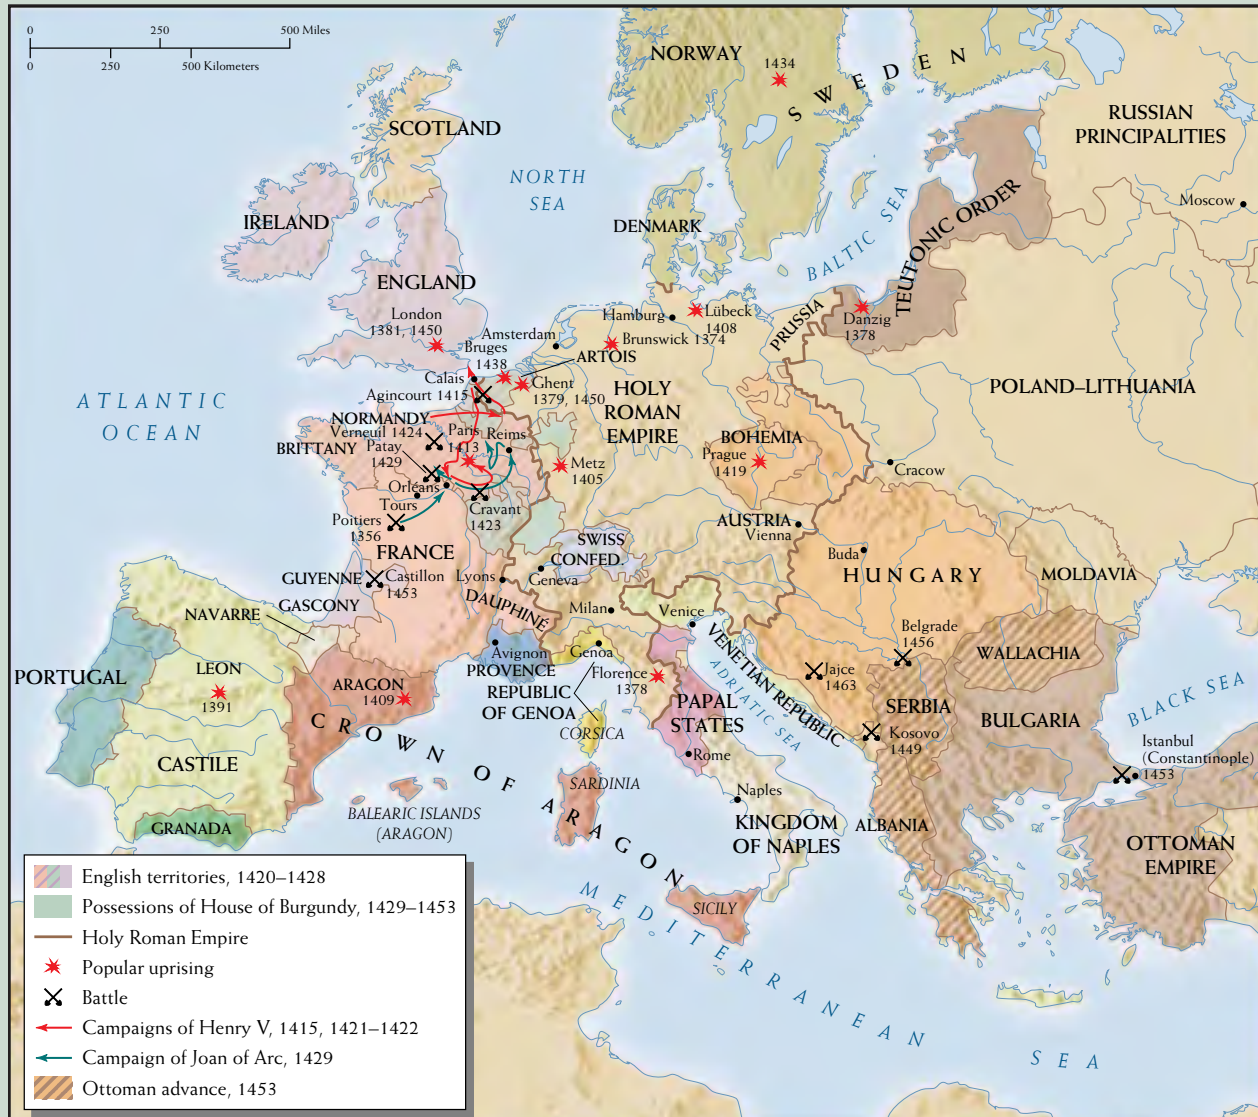 0 250 500 Miles
0 250 500 Kilometers
NORWAY
1434
SWEDEN
SCOTLAND
RUSSIAN
PRINCIPALITIES
NORTH
SEA
Moscow
IRELAND
DENMARK
BALTIC SEA
TEUTONIC ORDER
ENGLAND
London
1381, 1450
Hamburg
Lübeck
1408
PRUSSIA
Danzig
1378
Amsterdam
Brunswick 1374
Bruges
1438
ARTOIS
Calais
Ghent
1379, 1450
Agincourt 1415
HOLY
ROMAN
EMPIRE
POLAND–LITHUANIA
ATLANTIC
OCEAN
NORMANDY
Verneuil 1424
Paris
1413
Reims
BRITTANY
Patay
1429
BOHEMIA
Prague
1419
Metz
1405
Cracow
Orléans
Tours
Cravant
1423
Poitiers
1356
AUSTRIA
Vienna
SWISS
CONFED.
FRANCE
Buda
HUNGARY
MOLDAVIA
GUYENNE
Castillon
1453
Lyons
Geneva
GASCONY
DAUPHINÉ
Milan
Venice
NAVARRE
Belgrade
1456
VENETIAN REPUBLIC
ADRIATIC SEA
Genoa
Avignon
PROVENCE
WALLACHIA
PORTUGAL
LEON
1391
ARAGON
1409
REPUBLIC
OF GENOA
Florence
1378
Jajce
1463
PAPAL
STATES
SERBIA
BULGARIA
BLACK SEA
CROWN OF ARAGON
CORSICA
Kosovo
1449
Istanbul
(Constantinople)
1453
CASTILE
Rome
SARDINIA
BALEARIC ISLANDS
(ARAGON)
Naples
KINGDOM
OF NAPLES
ALBANIA
GRANADA
OTTOMAN
EMPIRE
SICILY
MEDITERRANEAN SEA
English territories, 1420–1428
Possessions of House of Burgundy, 1429–1453
Holy Roman Empire
Popular uprising
Battle
Campaigns of Henry V, 1415, 1421–1422
Campaign of Joan of Arc, 1429
Ottoman advance, 1453